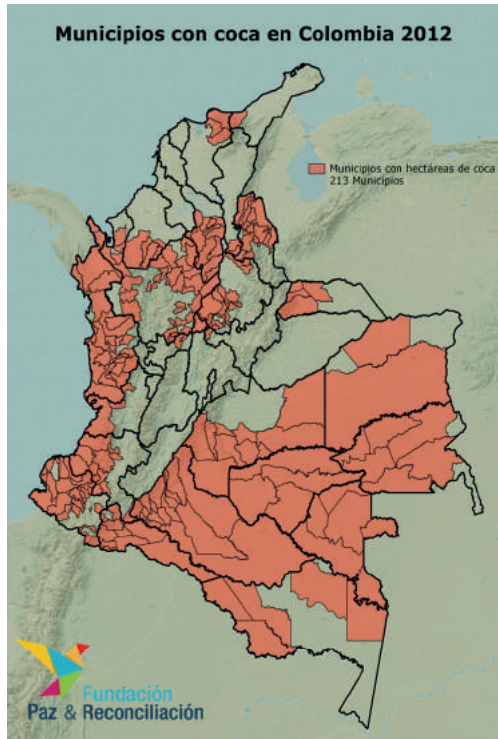 Municipios con coca en Colombia 2012
Municipios con hectáreas de coca
213 Municipios
Fundación
Paz & Reconciliación